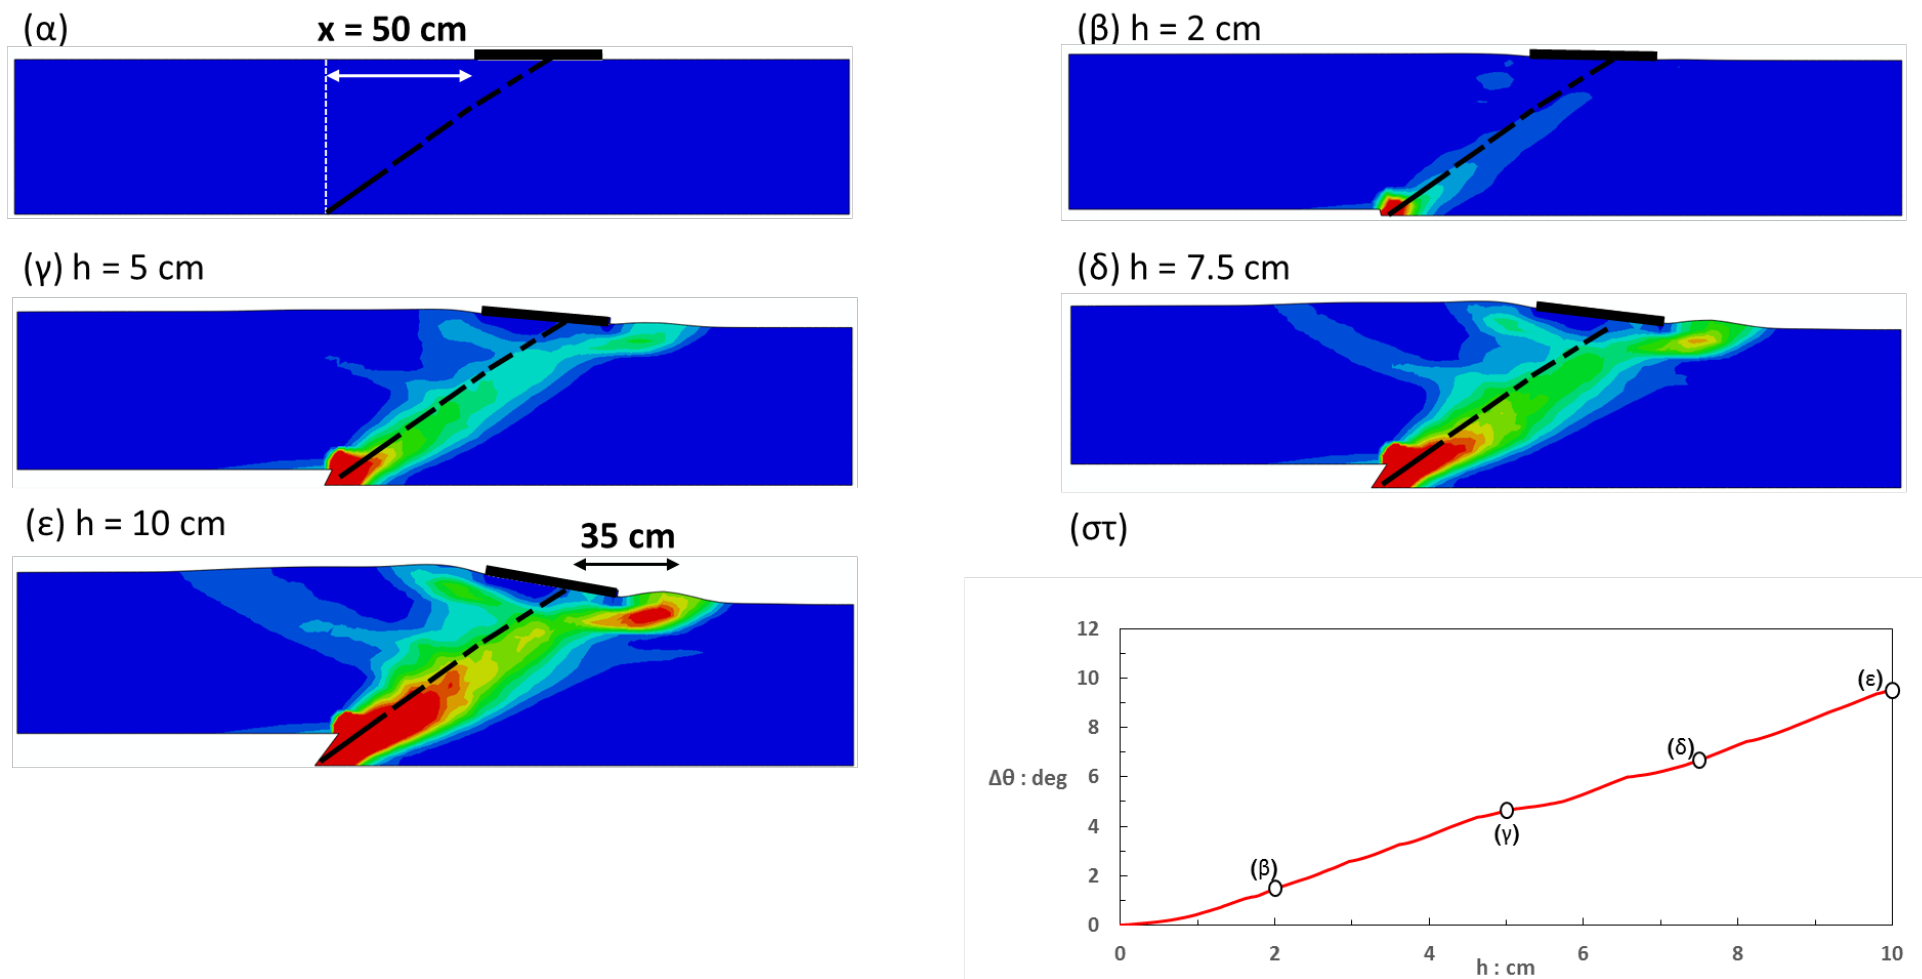 (α)
x = 50 cm
(β) h = 2 cm
(γ) h = 5 cm
(δ) h = 7.5 cm
(ε) h = 10 cm
35 cm
(στ)
12
10
8
6
4
2
0
Δθ : deg
(β)
(γ)
(δ)
(ε)
0
2
4
6
8
10
h : cm